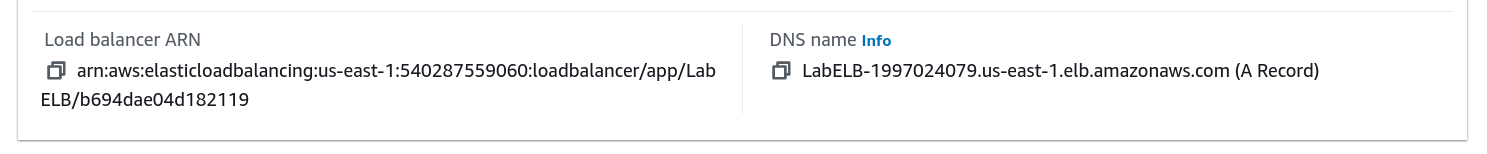 Load balancer ARN
arn:aws:elasticloadbalancing:us-east-1:540287559060:loadbalancer/app/Lab
ELB/b694dae04d182119
DNS name Info
LabELB-1997024079.us-east-1.elb.amazonaws.com (A Record)